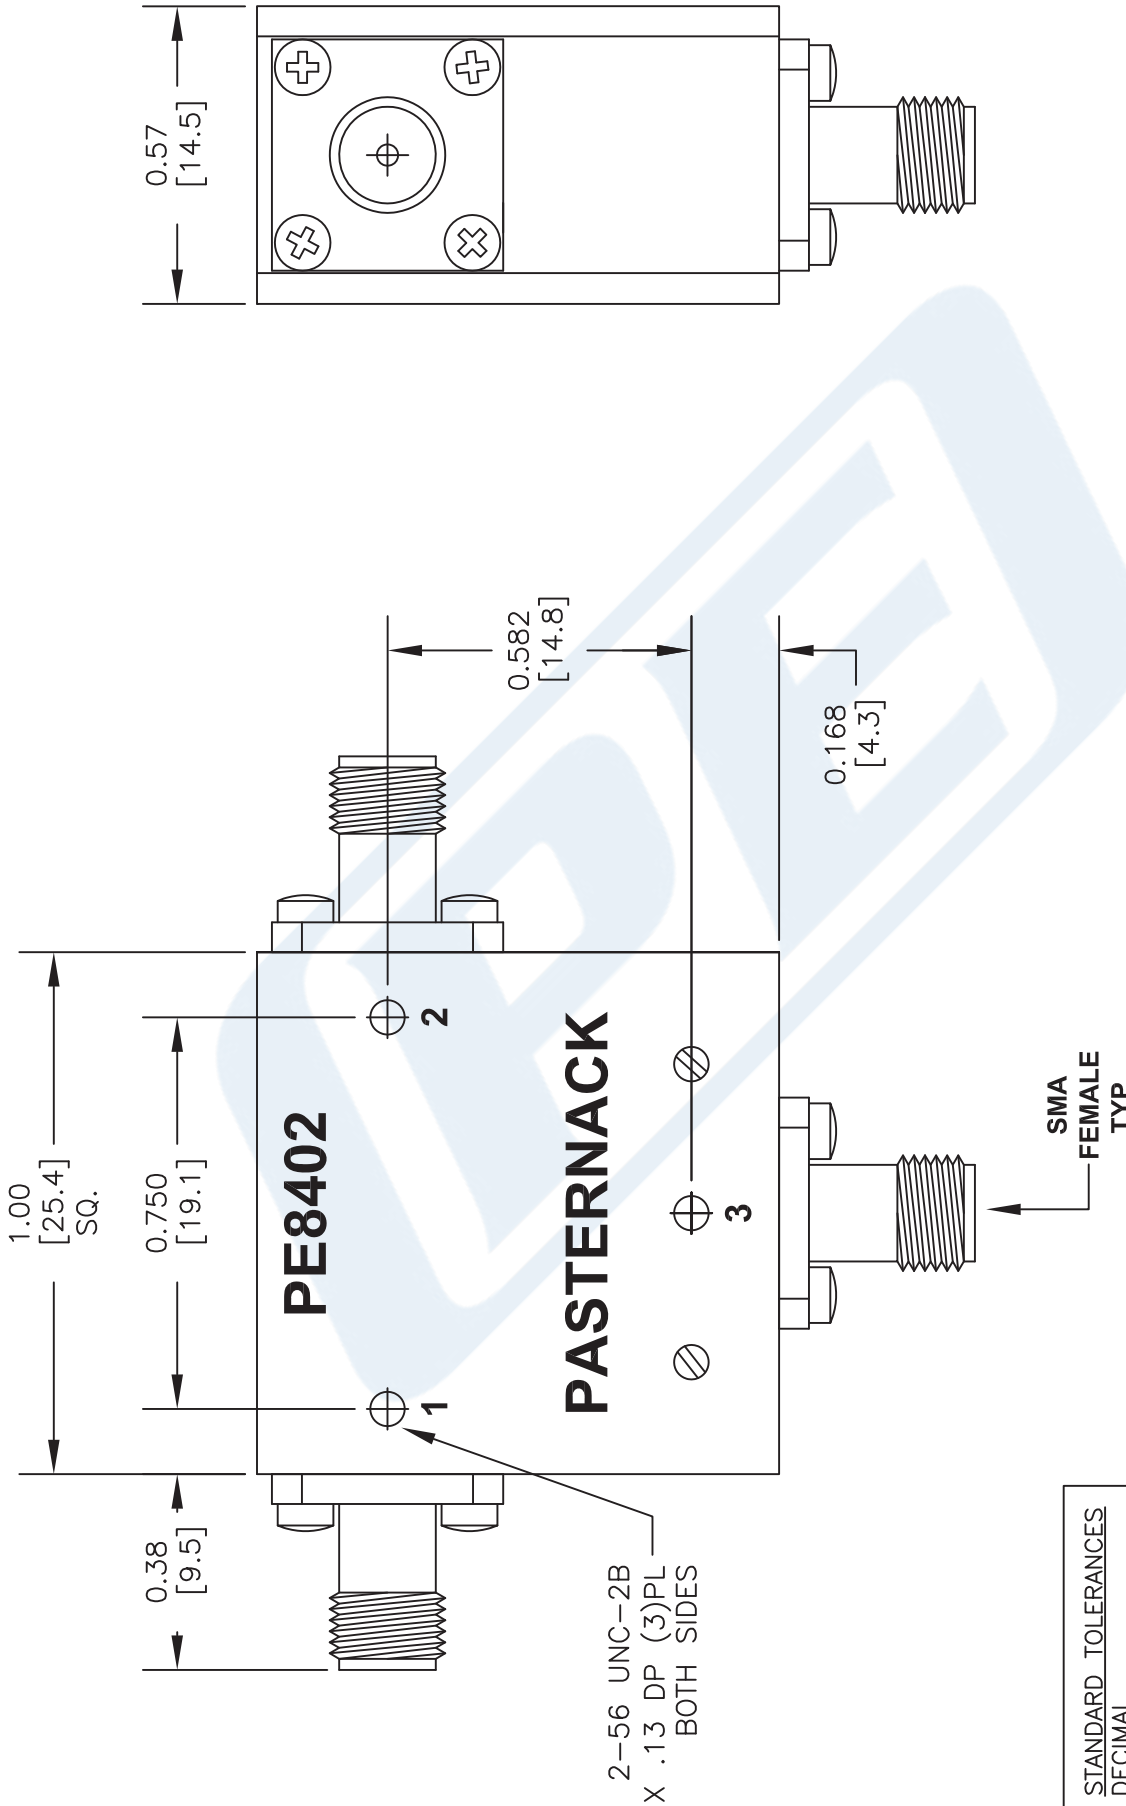 0.57
[14.5]
0.582
[14.8]
0.168
[4.3]
1.00
[25.4]
SQ.
0.750
[19.1]
0.38
[9.5]
PE8402
PASTERNACK
1
2
3
2-56 UNC-2B
X .13 DP (3)PL
BOTH SIDES
SMA
FEMALE
TYP
STANDARD TOLERANCES
DECIMAL
PE